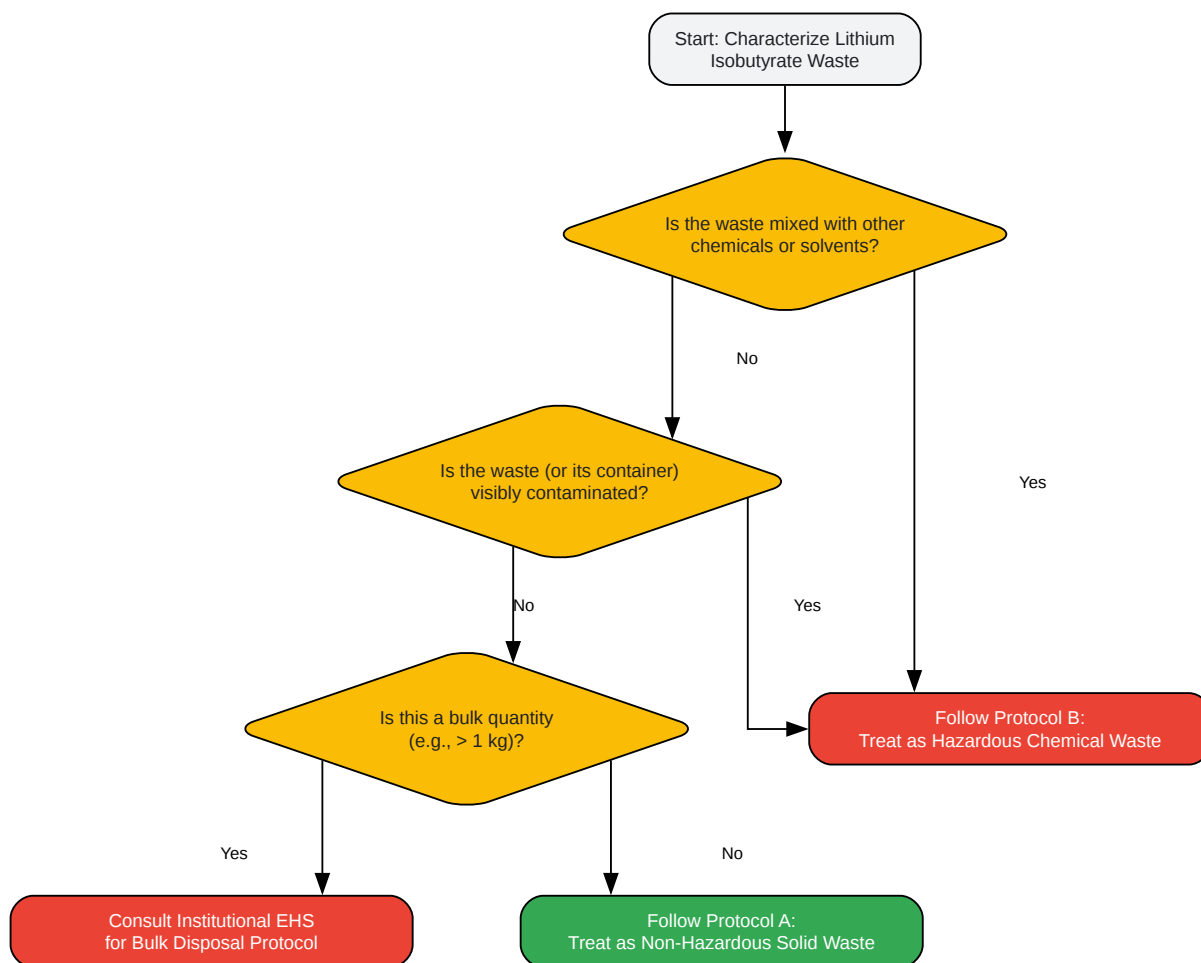 Start: Characterize Lithium
Isobutyrate Waste
Is the waste mixed with other
chemicals or solvents?
No
Is the waste (or its container)
visibly contaminated?
Yes
No
Yes
Is this a bulk quantity
(e.g., > 1 kg)?
Follow Protocol B:
Treat as Hazardous Chemical Waste
Yes
No
Consult Institutional EHS
for Bulk Disposal Protocol
Follow Protocol A:
Treat as Non-Hazardous Solid Waste